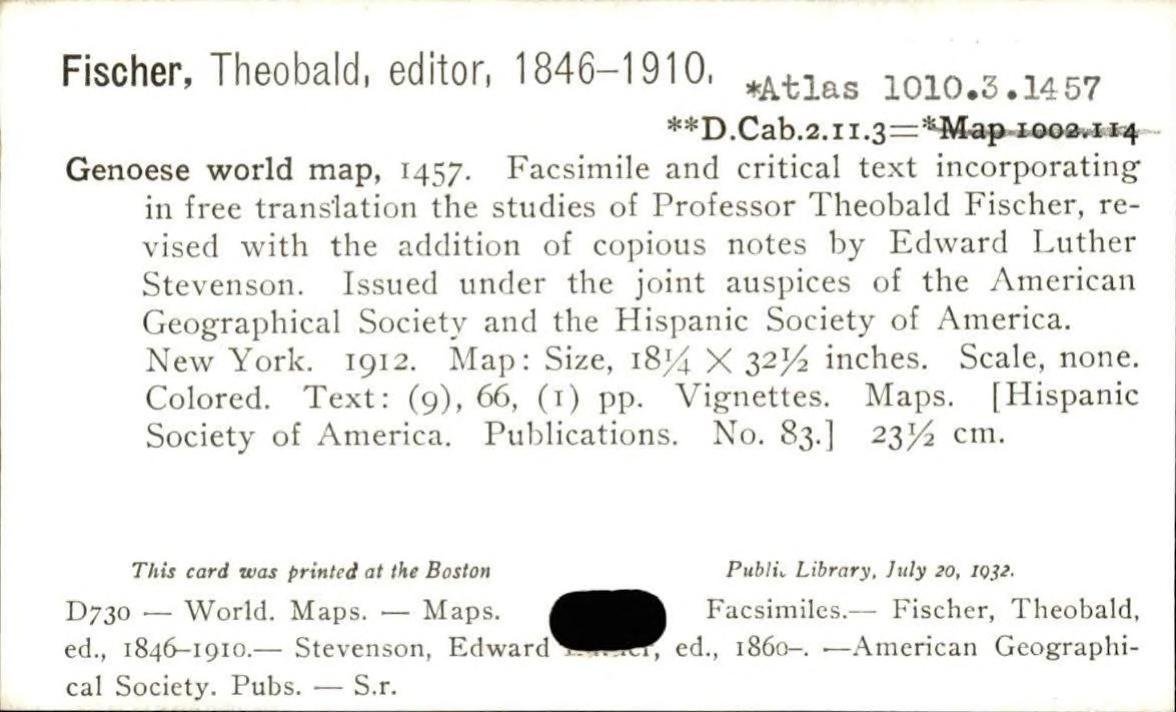 Fischer, Theobald, editor, 1846–1910.
*Atlas 1010.3.1457
**D.Cab.2.11.3=*Map 1002.114
Genoese world map, 1457. Facsimile and critical text incorporating
in free translation the studies of Professor Theobald Fischer, re-
vised with the addition of copious notes by Edward Luther
Stevenson. Issued under the joint auspices of the American
Geographical Society and the Hispanic Society of America.
New York. 1912. Map: Size, 18¼ × 32½ inches. Scale, none.
Colored. Text: (9), 66, (1) pp. Vignettes. Maps. [Hispanic
Society of America. Publications. No. 83.] 23½ cm.
This card was printed at the Boston Public Library, July 20, 1932.
D730 — World. Maps. — Maps. Facsimiles.— Fischer, Theobald,
ed., 1846–1910.— Stevenson, Edward , ed., 1860–. —American Geographi-
cal Society. Pubs. — S.r.